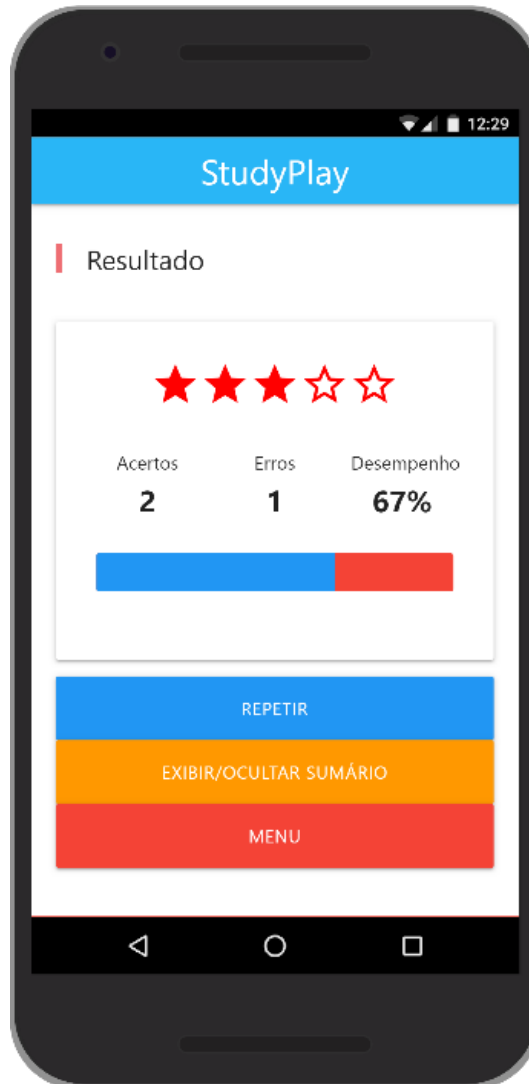 12:29
StudyPlay
Resultado
Acertos Erros Desempenho
2 1 67%
REPETIR
EXIBIR/OCULTAR SUMÁRIO
MENU